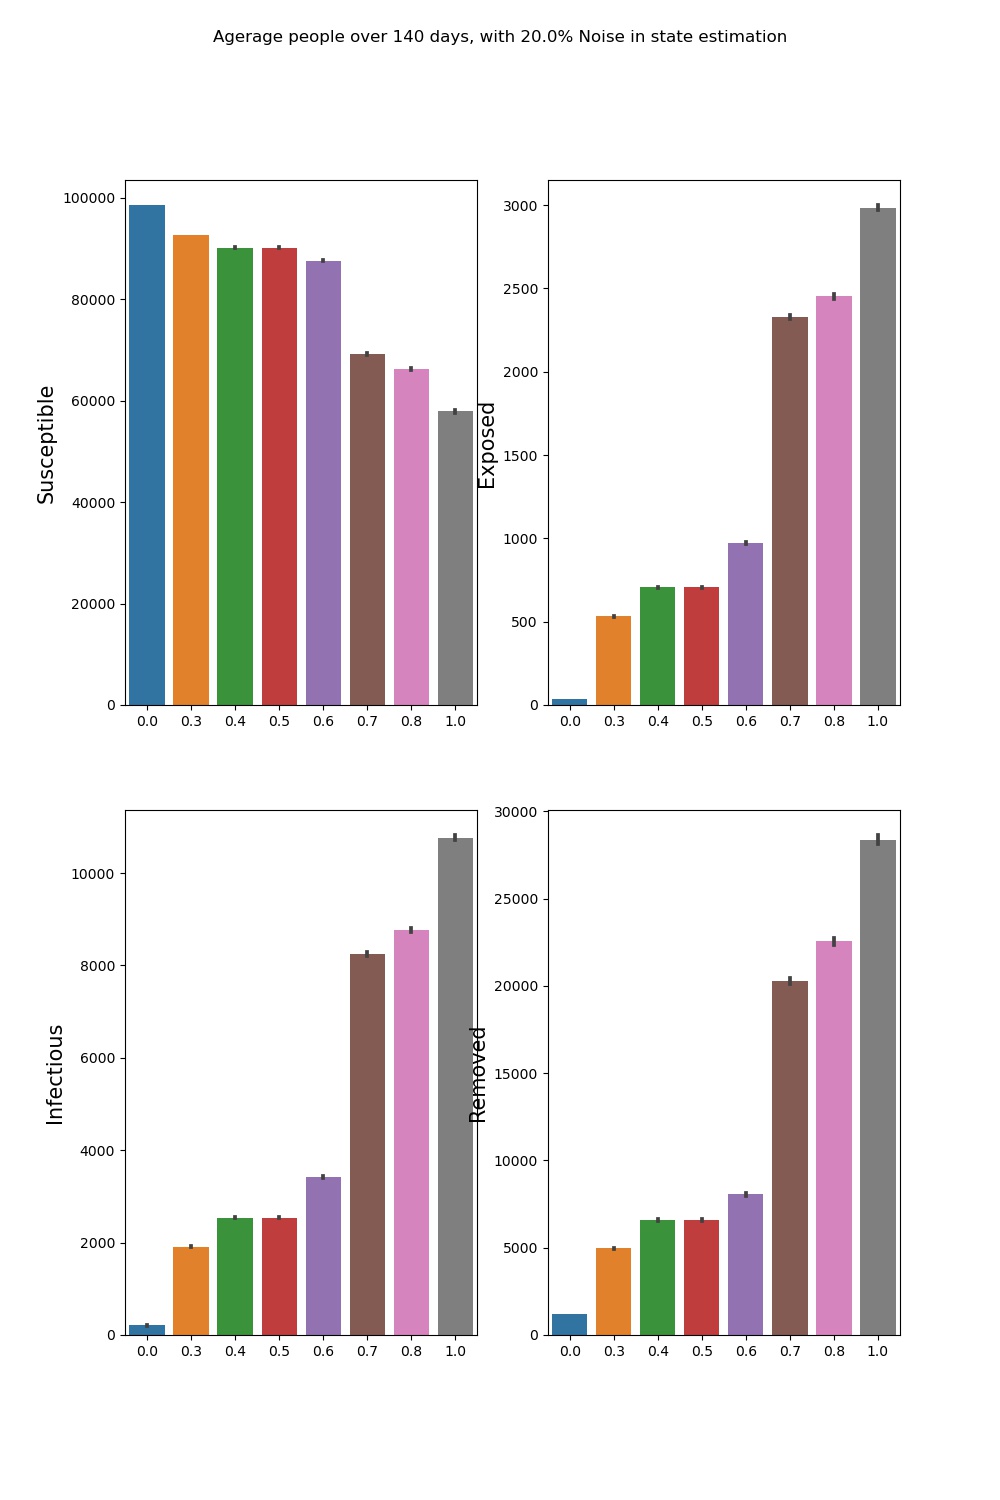 Agerage people over 140 days, with 20.0% Noise in state estimation
Susceptible
100000
80000
60000
40000
20000
0
0.0 0.3 0.4 0.5 0.6 0.7 0.8 1.0
Exposed
3000
2500
2000
1500
1000
500
0
0.0 0.3 0.4 0.5 0.6 0.7 0.8 1.0
Infectious
10000
8000
6000
4000
2000
0
0.0 0.3 0.4 0.5 0.6 0.7 0.8 1.0
Removed
30000
25000
20000
15000
10000
5000
0
0.0 0.3 0.4 0.5 0.6 0.7 0.8 1.0